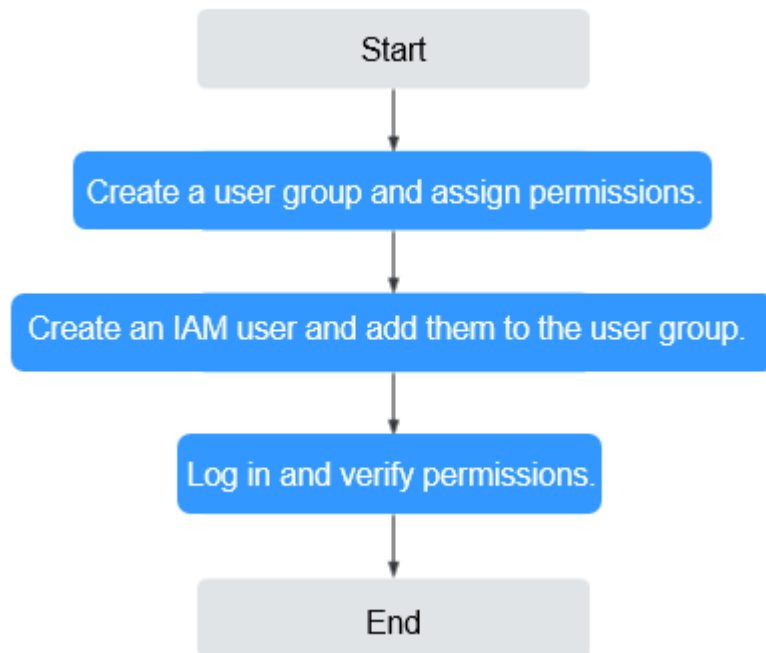 Start
Create a user group and assign permissions.
Create an IAM user and add them to the user group.
Log in and verify permissions.
End